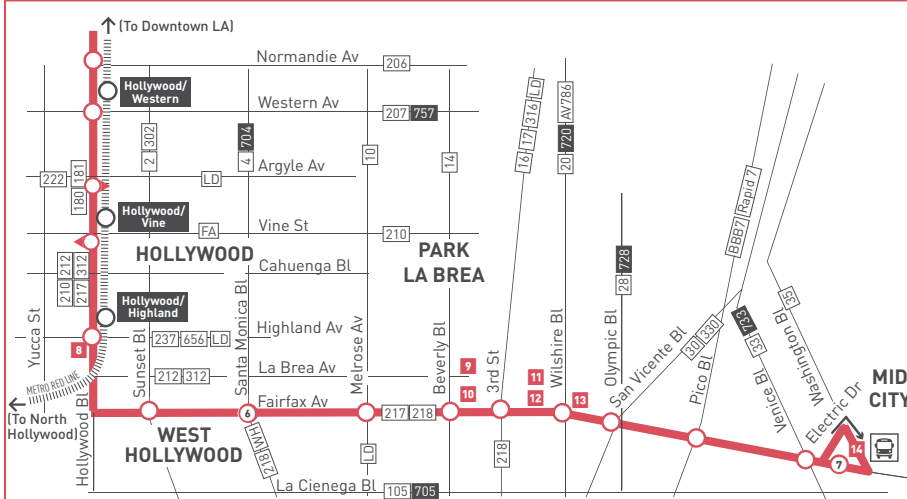 (To Downtown LA)
Normandie Av
206
Hollywood/
Western
Western Av
207 757
2 302
4 704
10
14
16 17 316 LD
20 720 AV786
Argyle Av
222
180 181
LD
Hollywood/
Vine
Vine St
FA
210
HOLLYWOOD
PARK
LA BREA
Cahuenga Bl
210 212
217 312
28 728
BBB7 Rapid 7
Hollywood/
Highland
Highland Av
237 656 LD
Yucca St
Sunset Bl
Santa Monica Bl
Melrose Av
Beverly Bl
3rd St
Wilshire Bl
Olympic Bl
San Vicente Bl
30 330
Pico Bl
33 733
Venice Bl
35
Washington Bl
Electric Dr
8
La Brea Av
212 312
9
10
11
12
13
METRO RED LINE
(To North
Hollywood)
Hollywood Bl
Fairfax Av
6
217 218
WEST
HOLLYWOOD
218 WH
LD
218
La Cienega Bl
105 705
MID
CITY
14
7